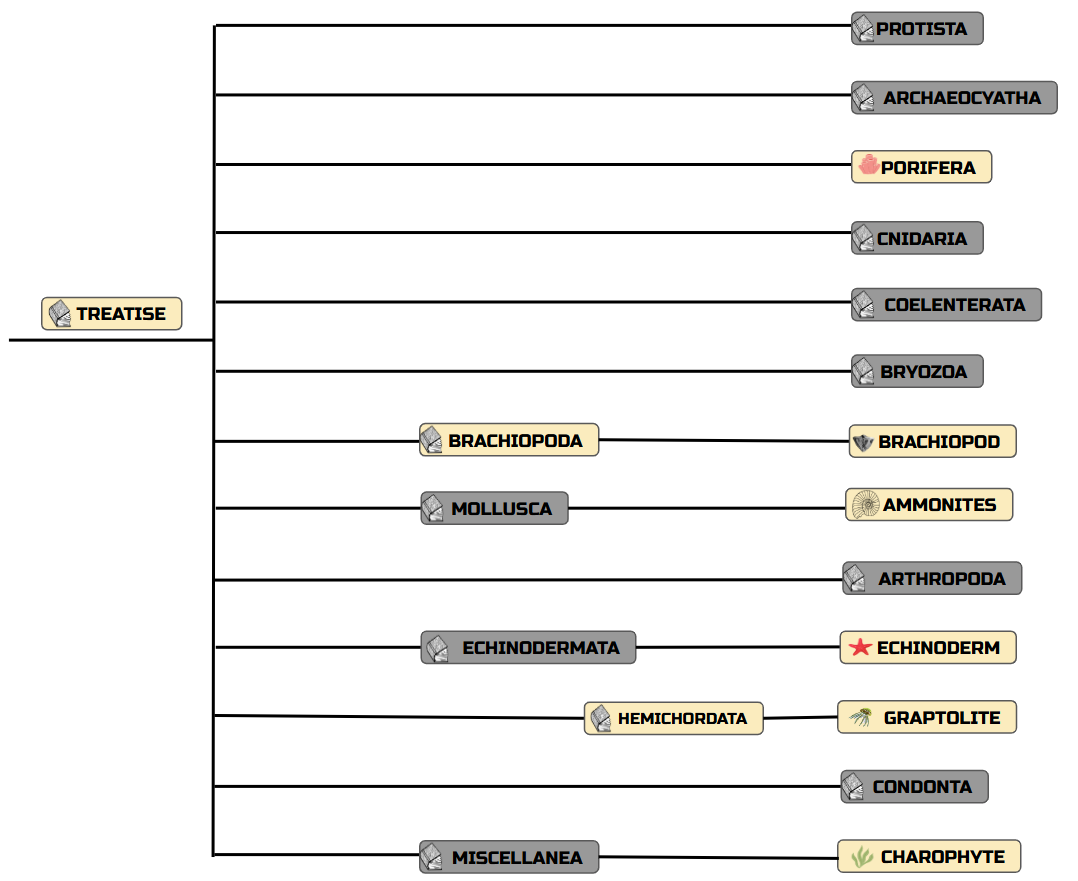 PROTISTA
ARCHAEOCYATHA
PORIFERA
CNIDARIA
TREATISE
COELENTERATA
BRYOZOA
BRACHIOPODA BRACHIOPOD
MOLLUSCA AMMONITES
ARTHROPODA
ECHINODERMATA ECHINODERM
HEMICHORDATA GRAPTOLITE
CONDONTA
MISCELLANEA CHAROPHYTE